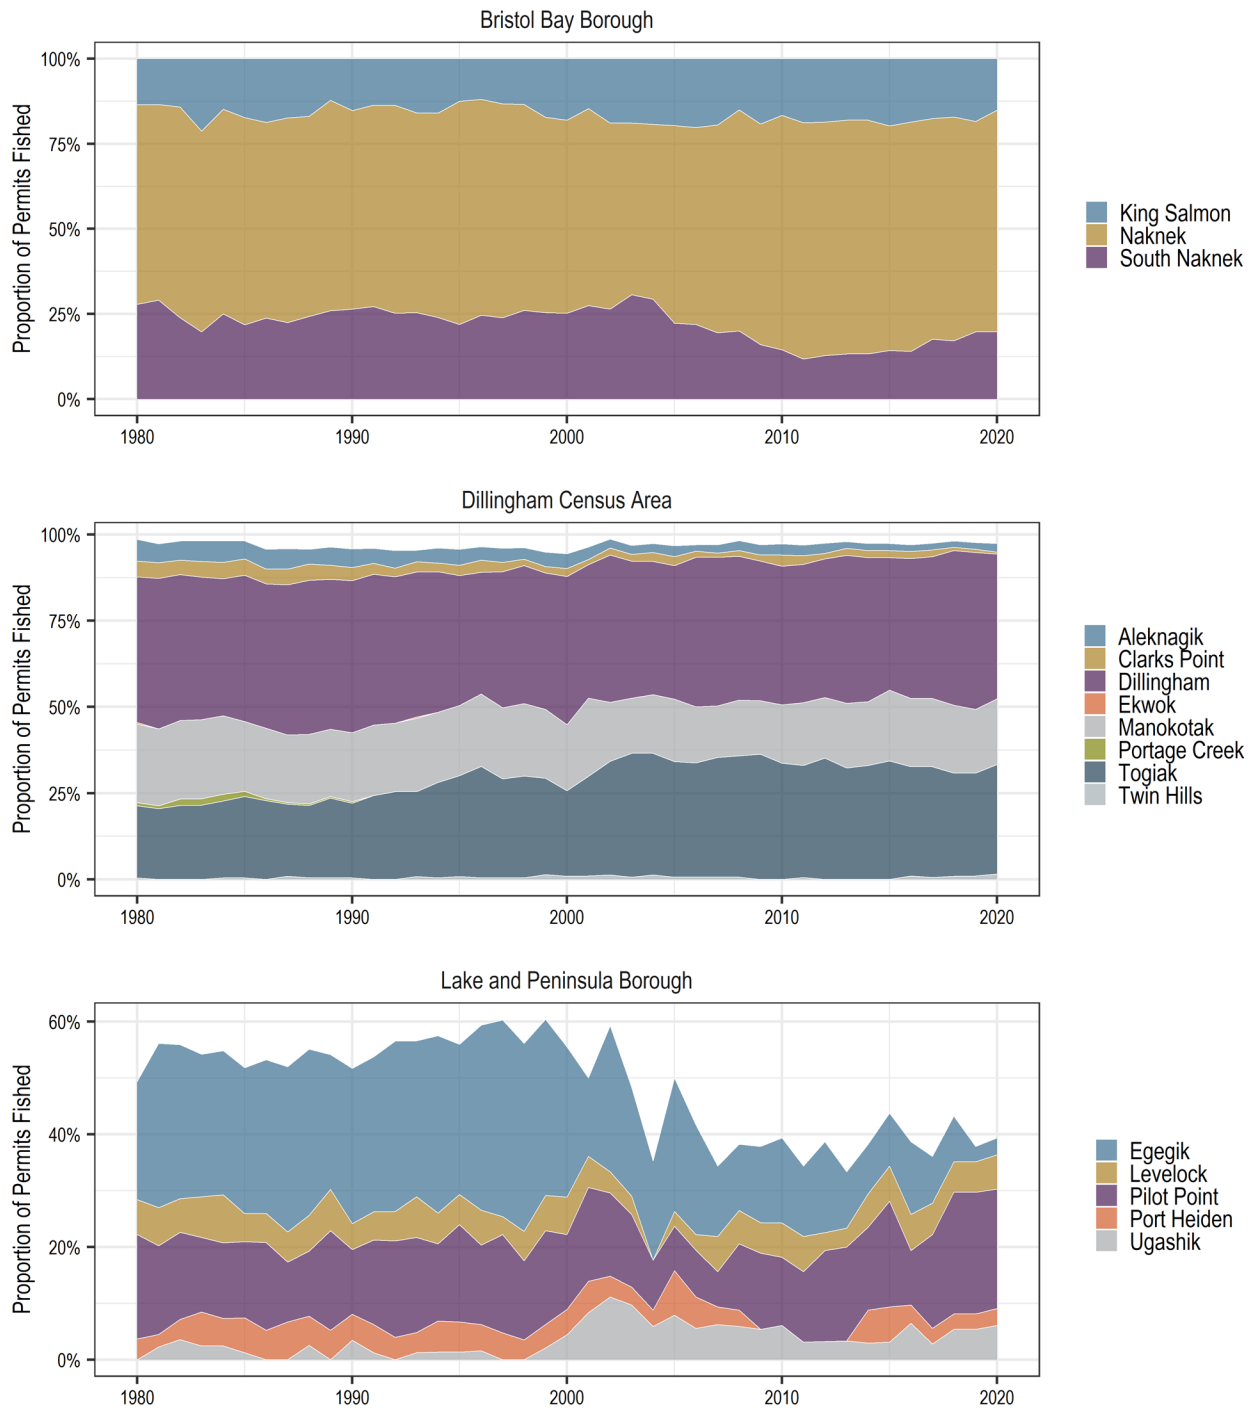 Bristol Bay Borough
Proportion of Permits Fished
100%
75%
50%
25%
0%
1980 1990 2000 2010 2020
King Salmon
Naknek
South Naknek
Dillingham Census Area
Proportion of Permits Fished
100%
75%
50%
25%
0%
1980 1990 2000 2010 2020
Aleknagik
Clarks Point
Dillingham
Ekwok
Manokotak
Portage Creek
Togiak
Twin Hills
Lake and Peninsula Borough
Proportion of Permits Fished
60%
40%
20%
0%
1980 1990 2000 2010 2020
Egegik
Levelock
Pilot Point
Port Heiden
Ugashik